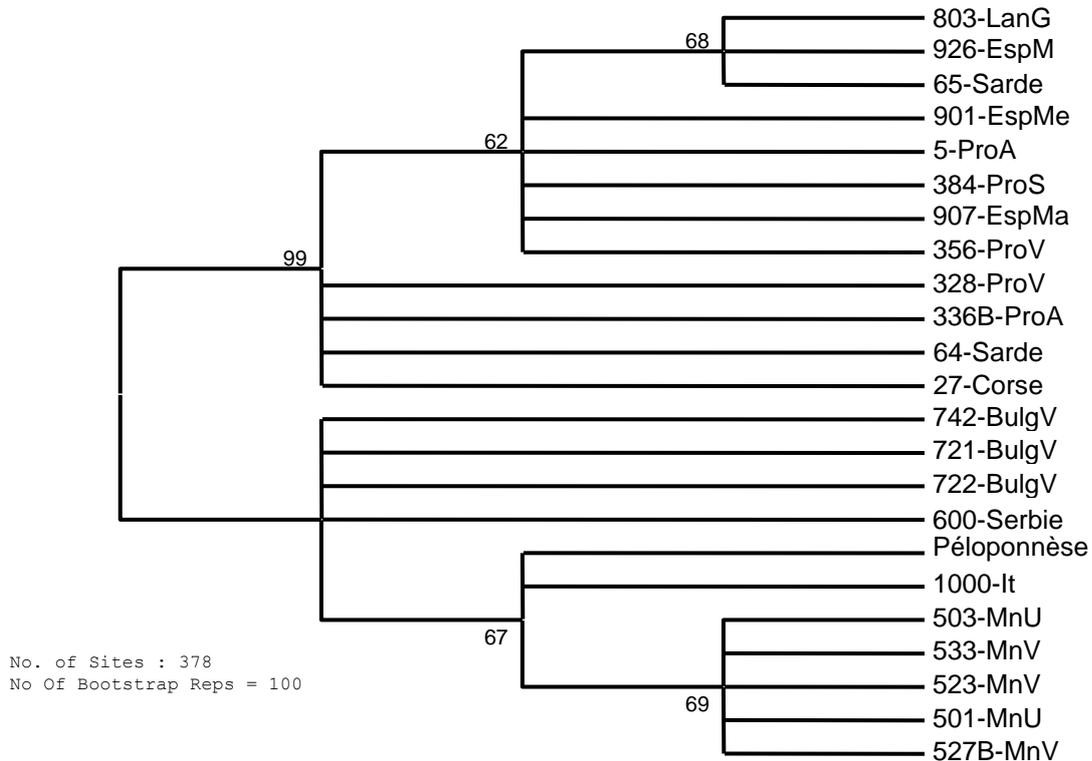 803-LanG
68
926-EspM
65-Sarde
901-EspMe
62
5-ProA
384-ProS
907-EspMa
356-ProV
99
328-ProV
336B-ProA
64-Sarde
27-Corse
742-BulgV
721-BulgV
722-BulgV
600-Serbie
Péloponnèse
1000-It
503-MnU
67
533-MnV
No. of Sites : 378
No Of Bootstrap Reps = 100
523-MnV
69
501-MnU
527B-MnV